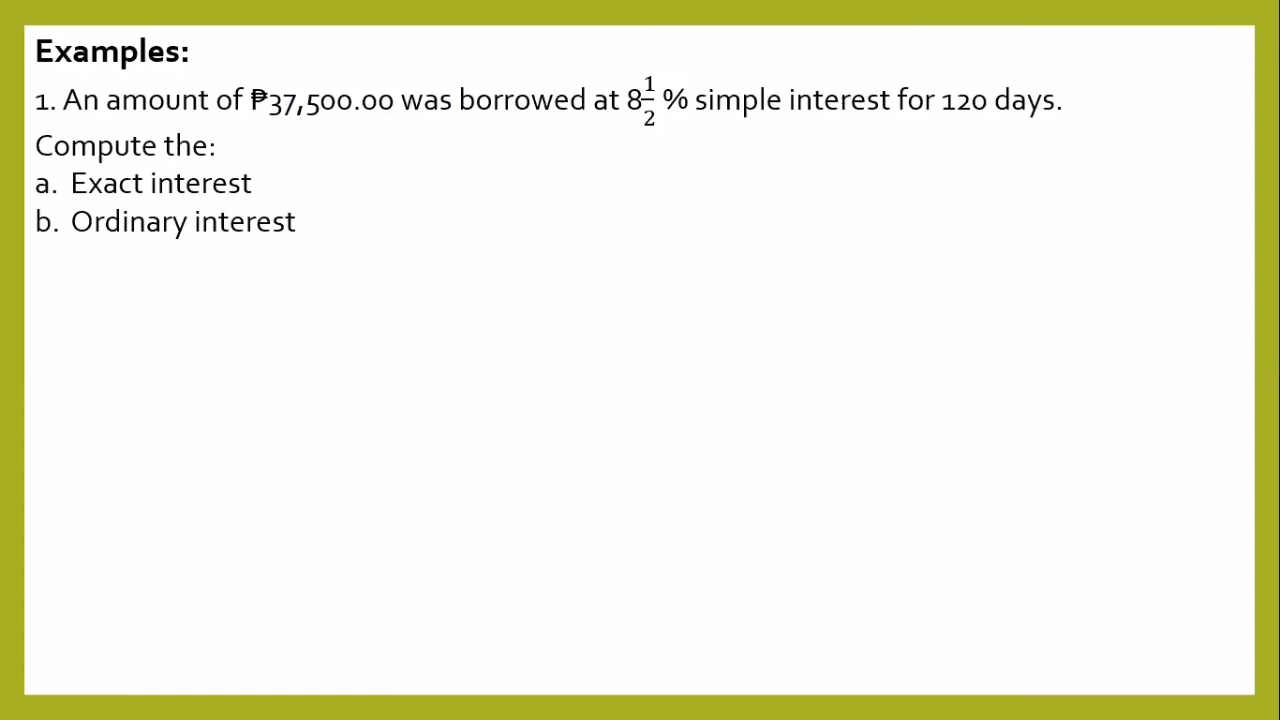 Examples:
1. An amount of ₱37,500.00 was borrowed at 8½ % simple interest for 120 days.
Compute the:
a. Exact interest
b. Ordinary interest